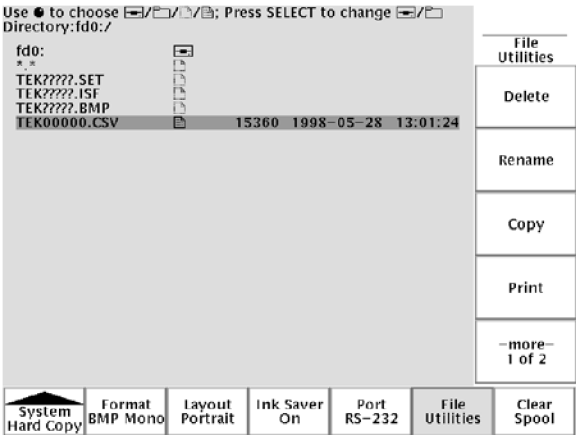 Use to choose / / / ; Press SELECT to change /
Directory:fd0:/
fd0:
*.*
TEK?????.SET
TEK?????.ISF
TEK?????.BMP
TEK00000.CSV 15360 1998-05-28 13:01:24
File
Utilities
Delete
Rename
Copy
Print
-more-
1 of 2
System
Hard Copy
Format
BMP Mono
Layout
Portrait
Ink Saver
On
Port
RS-232
File
Utilities
Clear
Spool